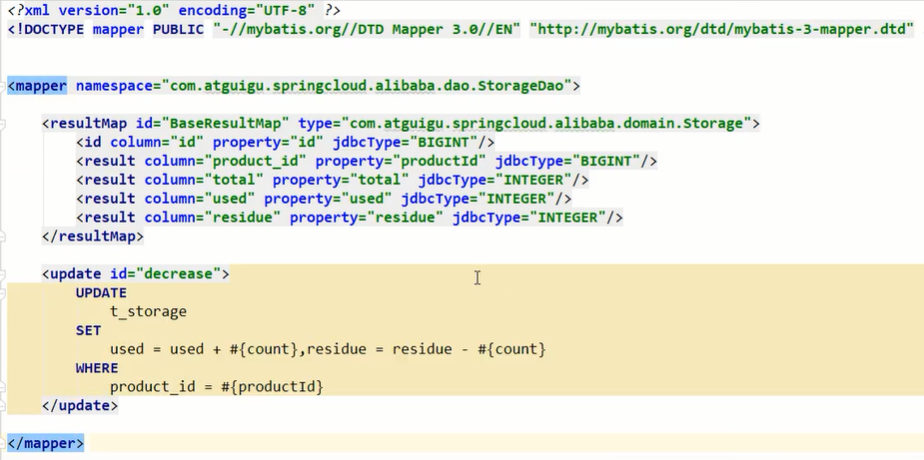 <?xml version="1.0" encoding="UTF-8" ?>
<!DOCTYPE mapper PUBLIC "-//mybatis.org//DTD Mapper 3.0//EN" "http://mybatis.org/dtd/mybatis-3-mapper.dtd"
<mapper namespace="com.atguigu.springcloud.alibaba.dao.StorageDao">
<resultMap id="BaseResultMap" type="com.atguigu.springcloud.alibaba.domain.Storage">
<id column="id" property="id" jdbcType="BIGINT"/>
<result column="product_id" property="productId" jdbcType="BIGINT"/>
<result column="total" property="total" jdbcType="INTEGER"/>
<result column="used" property="used" jdbcType="INTEGER"/>
<result column="residue" property="residue" jdbcType="INTEGER"/>
</resultMap>
<update id="decrease">
UPDATE
t_storage
SET
used = used + #{count},residue = residue - #{count}
WHERE
product_id = #{productId}
</update>
</mapper>